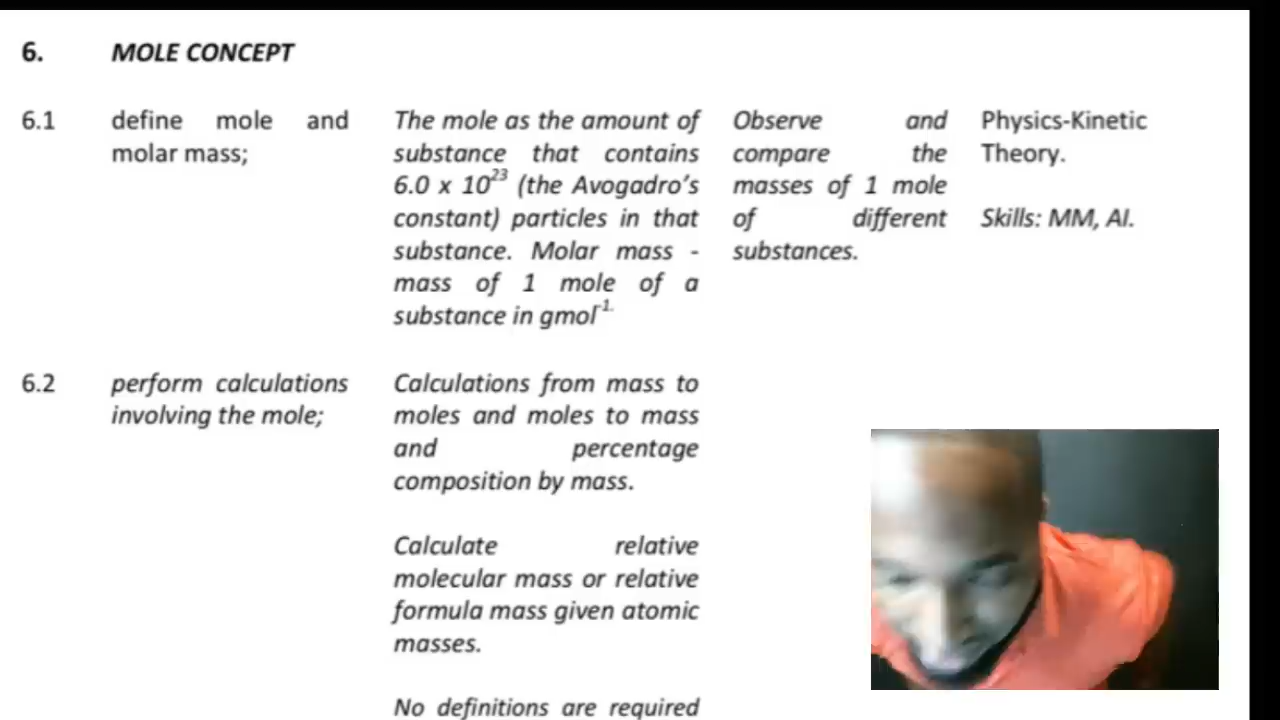 6. MOLE CONCEPT
6.1 define mole and
molar mass;
The mole as the amount of
substance that contains
6.0 x 10²³ (the Avogadro's
constant) particles in that
substance. Molar mass -
mass of 1 mole of a
substance in gmol⁻¹.
Observe and
compare the
masses of 1 mole
of different
substances.
Physics-Kinetic
Theory.
Skills: MM, AI.
6.2 perform calculations
involving the mole;
Calculations from mass to
moles and moles to mass
and percentage
composition by mass.
Calculate relative
molecular mass or relative
formula mass given atomic
masses.
No definitions are required